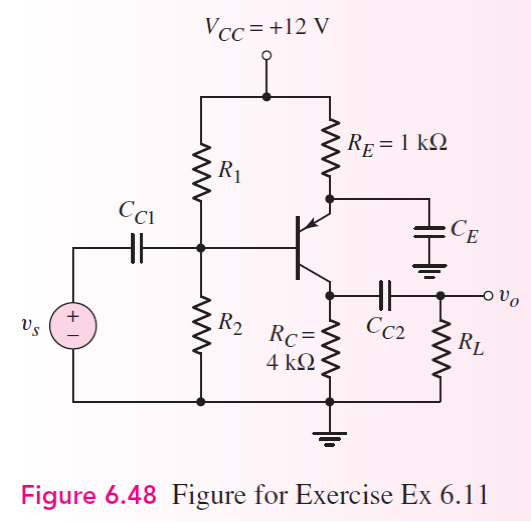 V_CC = +12 V
R_E = 1 kΩ
R_1
C_C1
C_E
v_o
v_s
+
−
R_2
R_C =
4 kΩ
C_C2
R_L
Figure 6.48 Figure for Exercise Ex 6.11